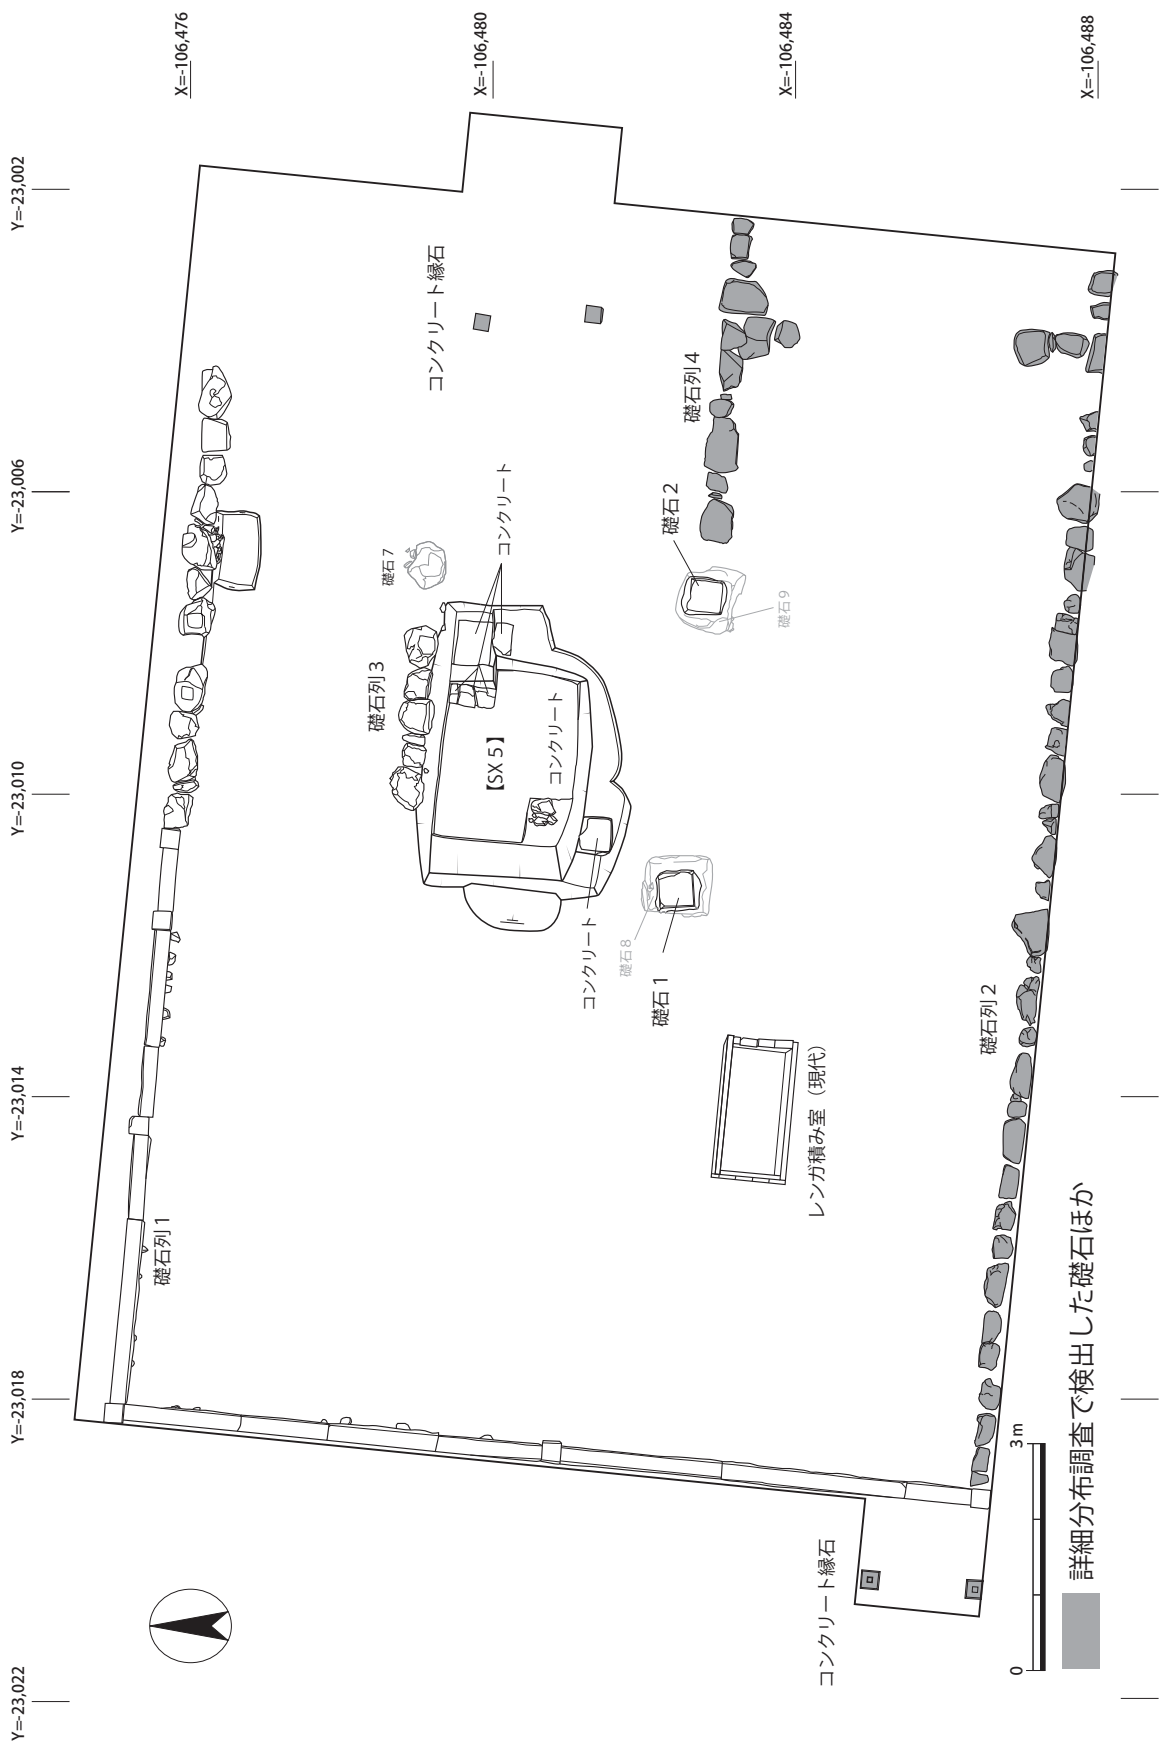 X=-106,476
X=-106,480
X=-106,484
X=-106,488
Y=-23,002
Y=-23,006
Y=-23,010
Y=-23,014
Y=-23,018
Y=-23,022
コンクリート縁石
礎石列4
礎石2
礎石9
コンクリート
礎石7
礎石列3
【SX 5】
コンクリート
コンクリート
礎石8
礎石1
礎石列2
レンガ積み室（現代）
礎石列1
コンクリート縁石
0
3 m
詳細分布調査で検出した礎石ほか